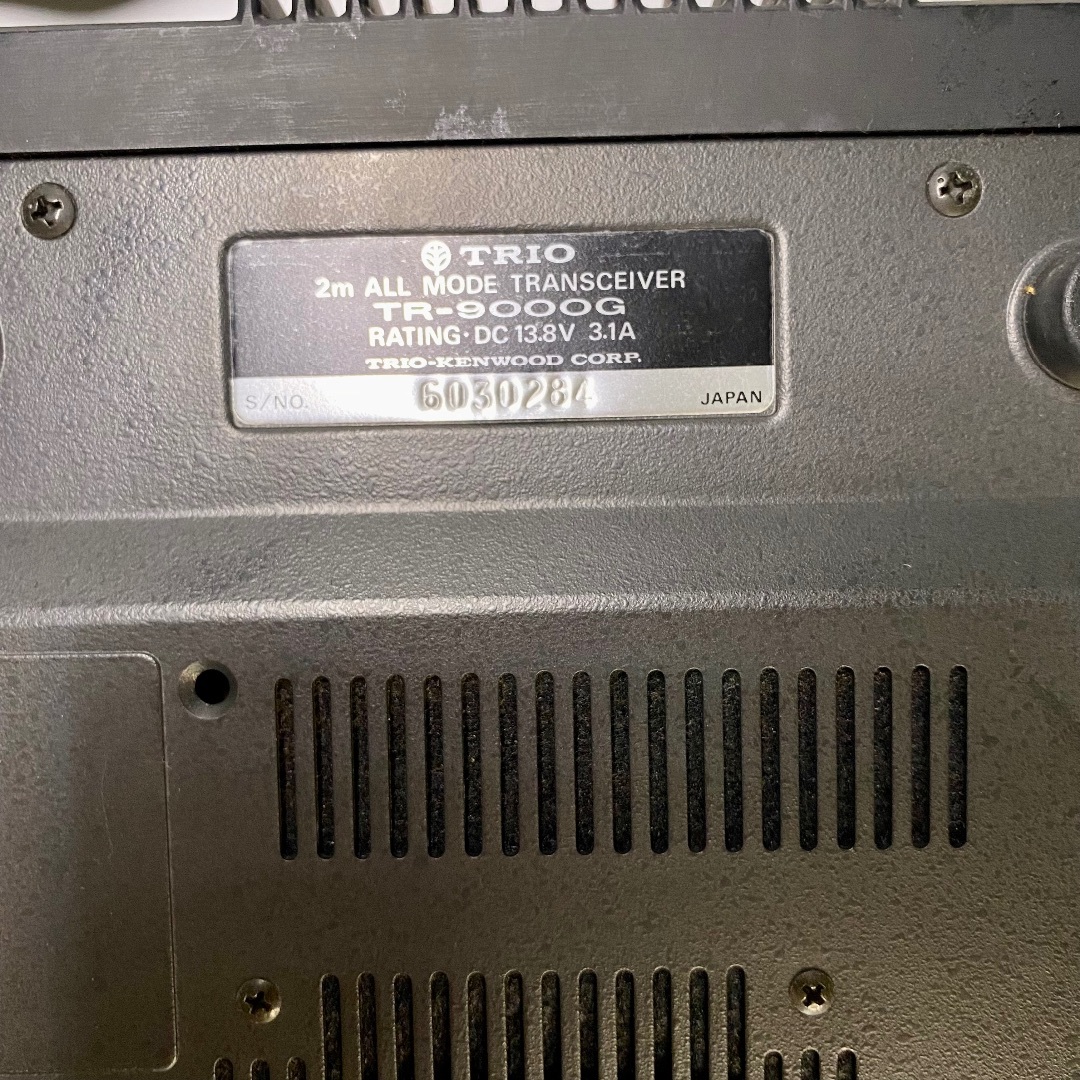 TRIO
2m ALL MODE TRANSCEIVER
TR-9000G
RATING·DC 13.8V 3.1A
TRIO-KENWOOD CORP.
S/NO. 6030284 JAPAN